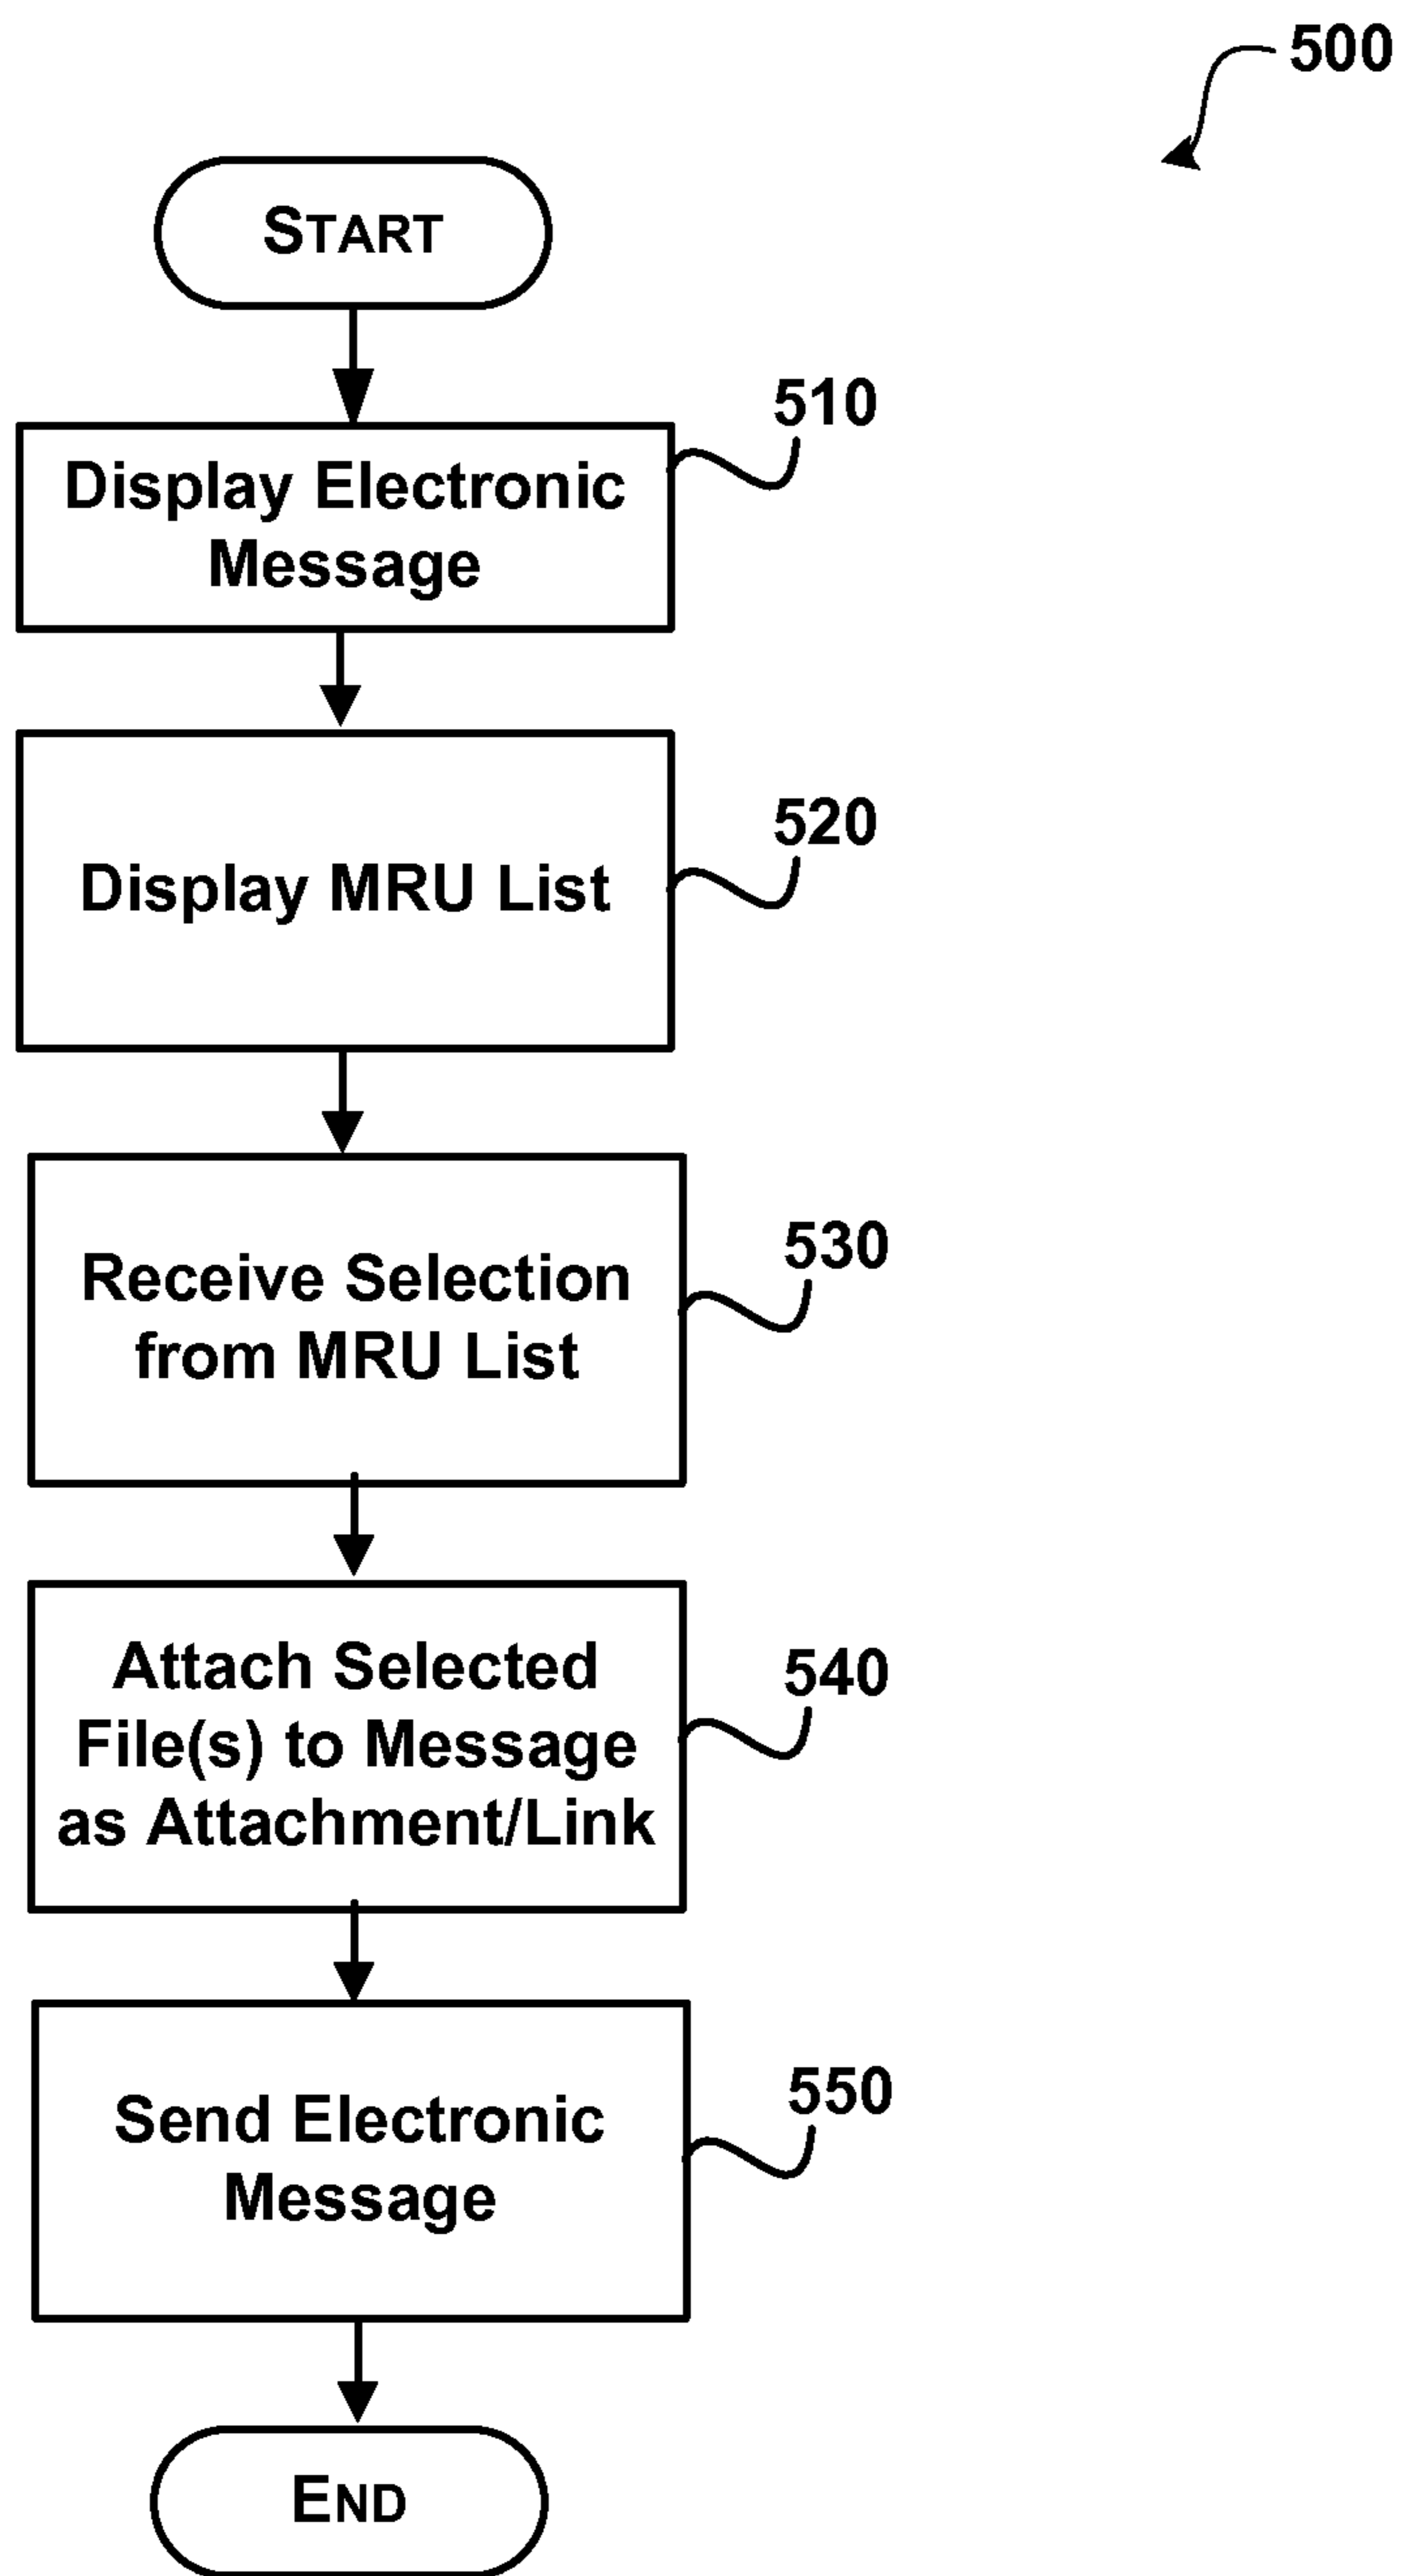 500
START
510
Display Electronic
Message
520
Display MRU List
530
Receive Selection
from MRU List
540
Attach Selected
File(s) to Message
as Attachment/Link
550
Send Electronic
Message
END